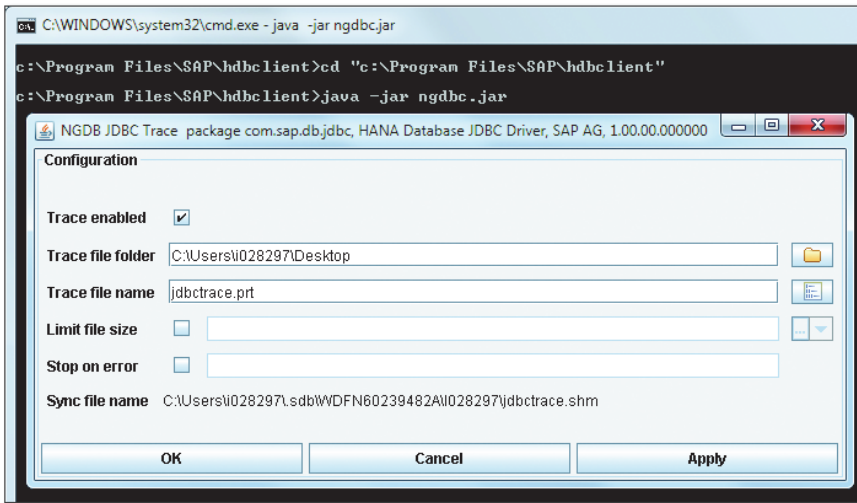 C:\WINDOWS\system32\cmd.exe - java -jar ngdbc.jar
c:\Program Files\SAP\hdbclient>cd "c:\Program Files\SAP\hdbclient"
c:\Program Files\SAP\hdbclient>java -jar ngdbc.jar
NGDB JDBC Trace package com.sap.db.jdbc, HANA Database JDBC Driver, SAP AG, 1.00.00.000000
Configuration
Trace enabled
Trace file folder C:\Users\i028297\Desktop
Trace file name jdbctrace.prt
Limit file size ...
Stop on error
Sync file name C:\Users\i028297\.sdb\WDFN60239482A\I028297\jdbctrace.shm
OK Cancel Apply